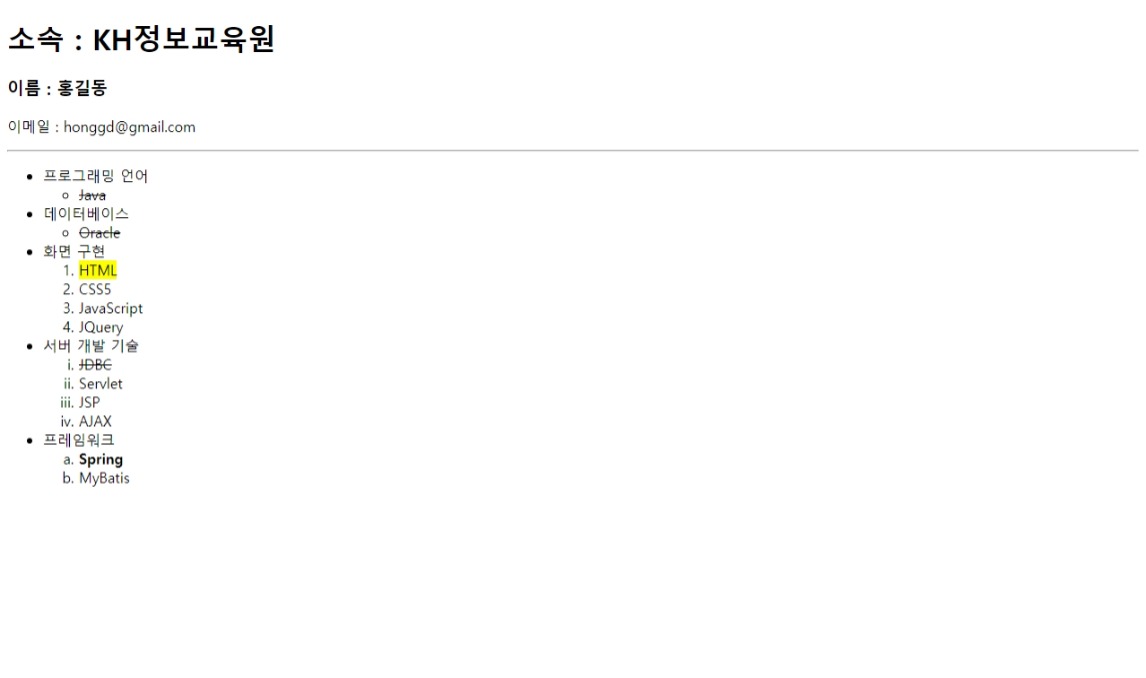 소속 : KH정보교육원
이름 : 홍길동
이메일 : honggd@gmail.com
• 프로그래밍 언어
◦ Java
• 데이터베이스
◦ Oracle
• 화면 구현
1. HTML
2. CSS5
3. JavaScript
4. JQuery
• 서버 개발 기술
i. JDBC
ii. Servlet
iii. JSP
iv. AJAX
• 프레임워크
a. Spring
b. MyBatis